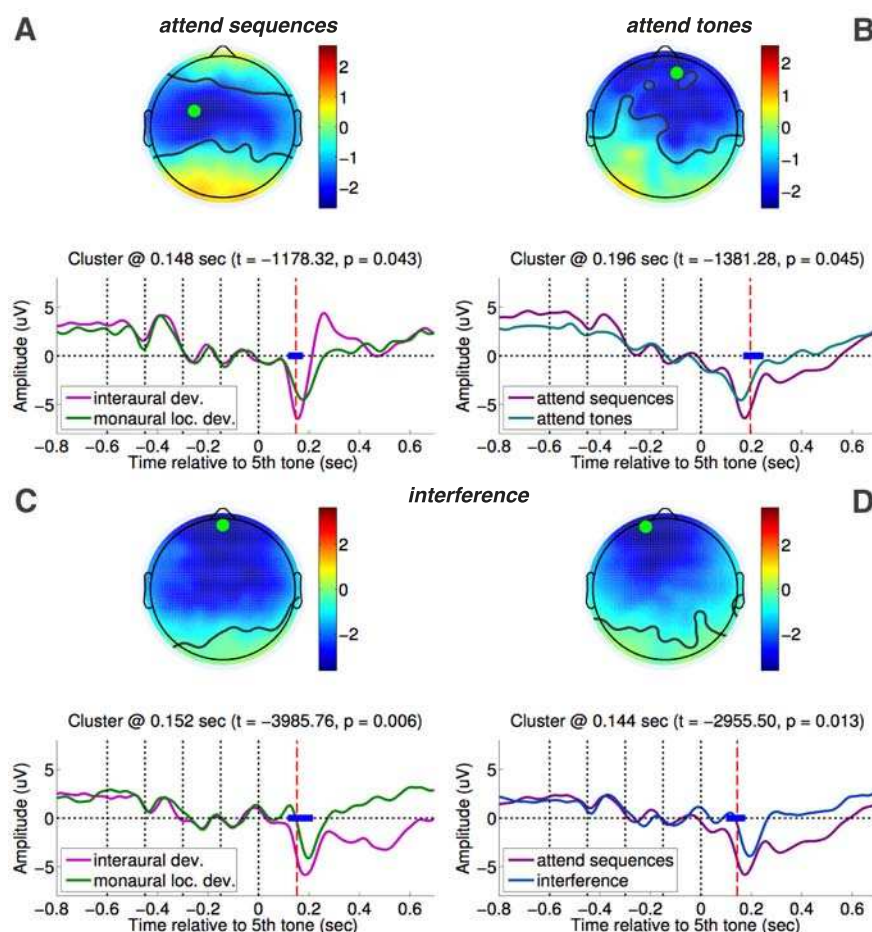 A
attend sequences
attend tones
B
2
1
0
−1
−2
2
1
0
−1
−2
Cluster @ 0.148 sec (t = −1178.32, p = 0.043)
Amplitude (uV)
5
0
−5
interaural dev.
monaural loc. dev.
−0.8 −0.6 −0.4 −0.2 0 0.2 0.4 0.6
Time relative to 5th tone (sec)
Cluster @ 0.196 sec (t = −1381.28, p = 0.045)
Amplitude (uV)
5
0
−5
attend sequences
attend tones
−0.8 −0.6 −0.4 −0.2 0 0.2 0.4 0.6
Time relative to 5th tone (sec)
C
interference
D
2
0
−2
2
0
−2
Cluster @ 0.152 sec (t = −3985.76, p = 0.006)
Amplitude (uV)
5
0
−5
interaural dev.
monaural loc. dev.
−0.8 −0.6 −0.4 −0.2 0 0.2 0.4 0.6
Time relative to 5th tone (sec)
Cluster @ 0.144 sec (t = −2955.50, p = 0.013)
Amplitude (uV)
5
0
−5
attend sequences
interference
−0.8 −0.6 −0.4 −0.2 0 0.2 0.4 0.6
Time relative to 5th tone (sec)